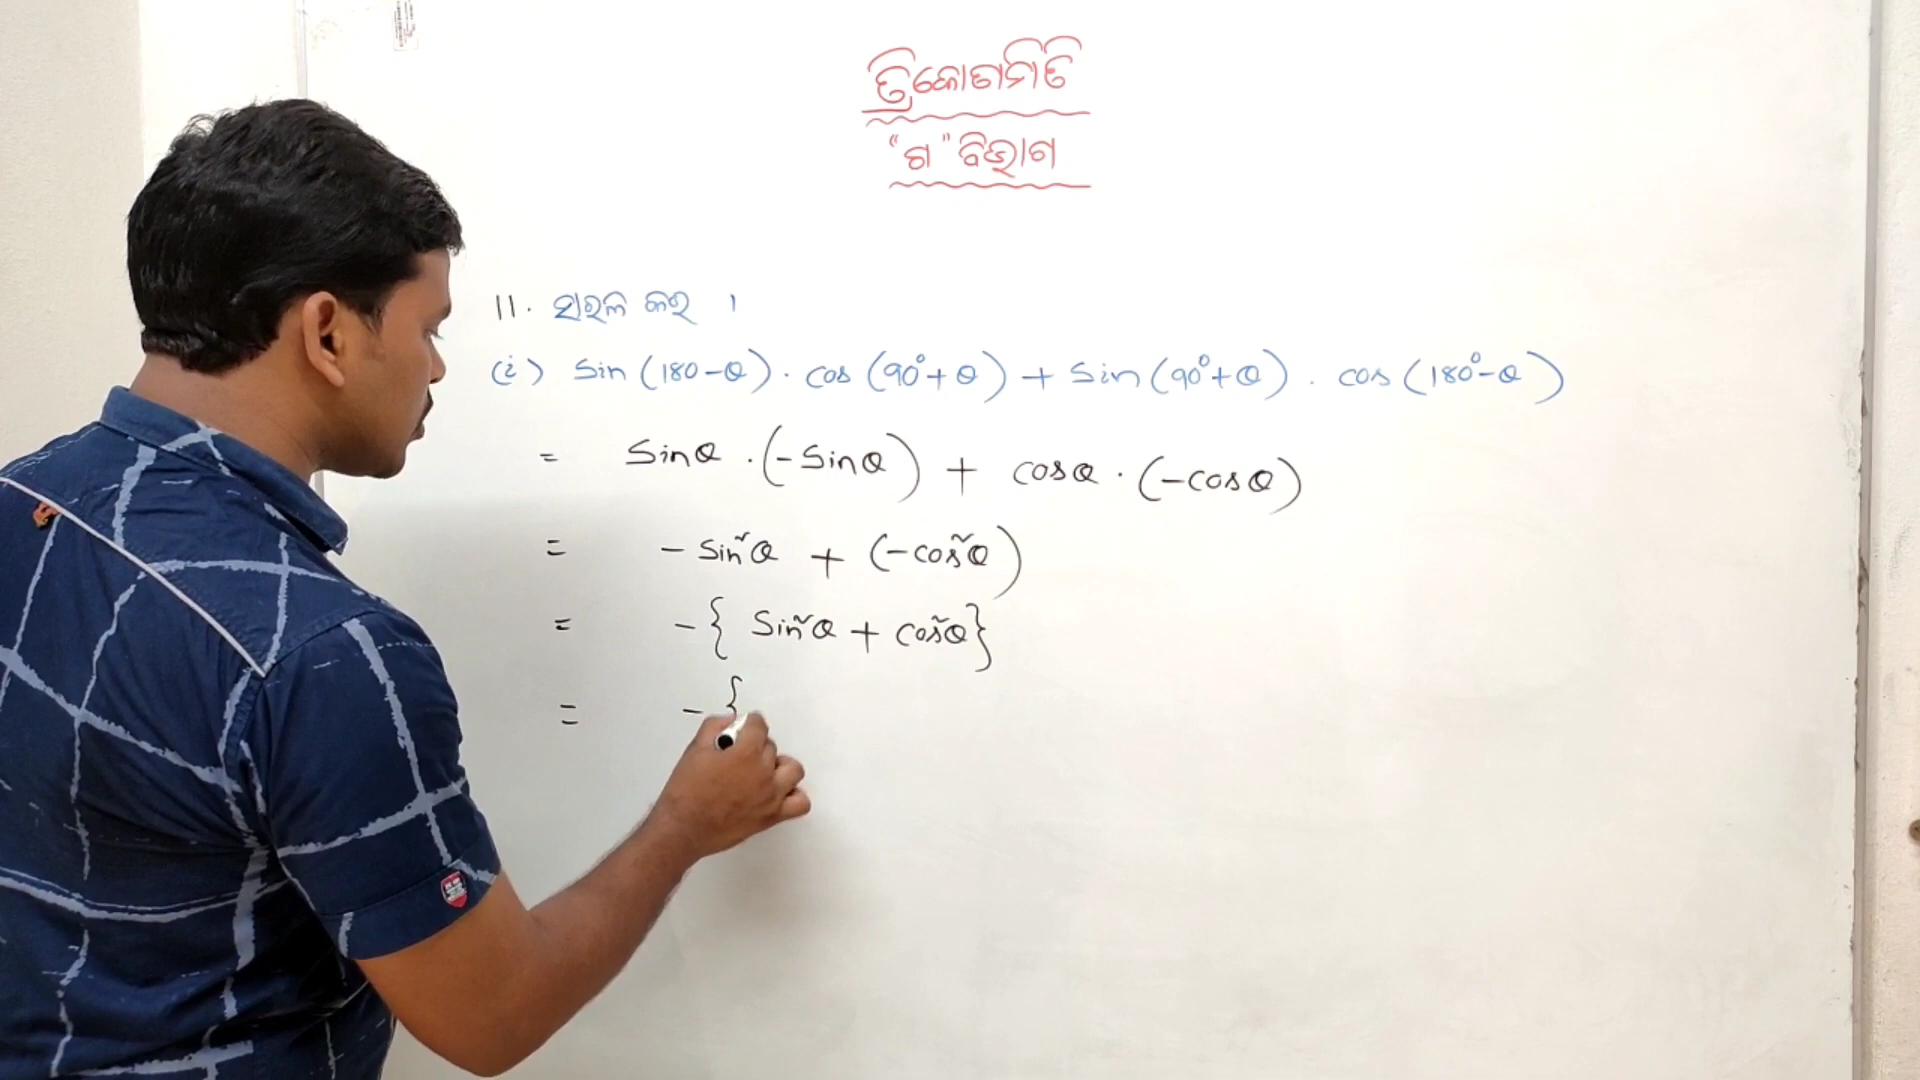 ତ୍ରିକୋଣମିତି
"ଗ" ବିଭାଗ
11. ସରଳ କର ।
(i) sin (180-θ) . cos (90°+θ) + sin (90°+θ) . cos (180°-θ)
= sinθ . (-sinθ) + cosθ . (-cosθ)
= - sin²θ + (-cos²θ)
= -{ sin²θ + cos²θ}
= -{